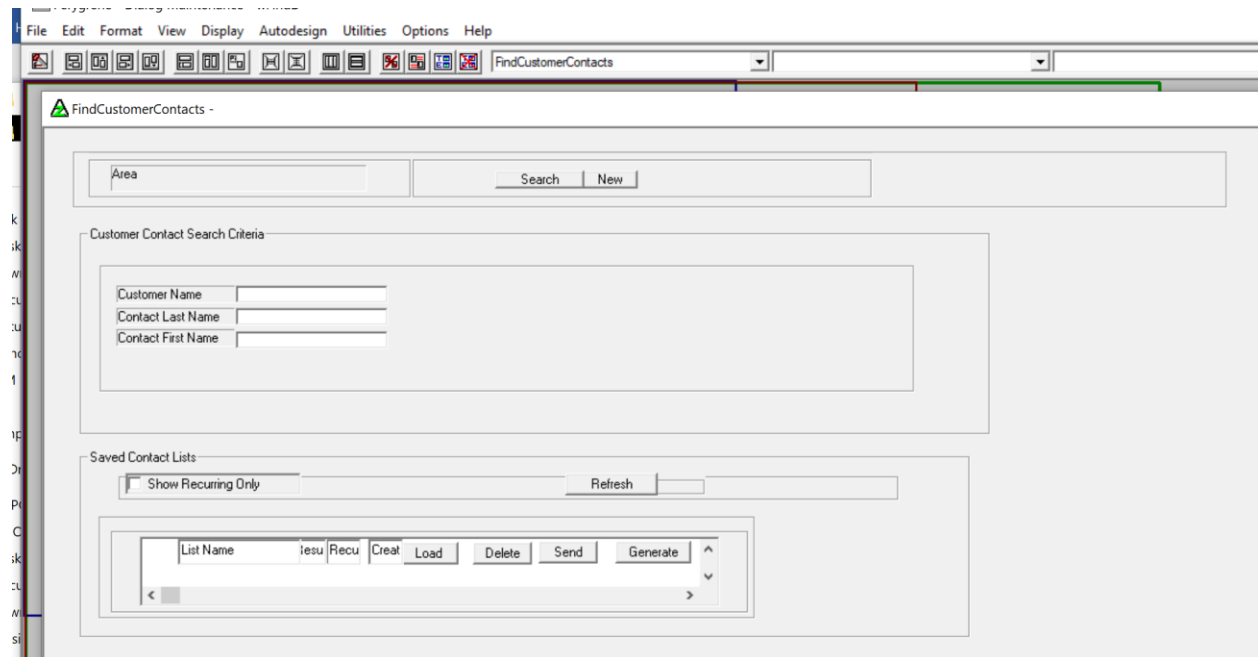 File Edit Format View Display Autodesign Utilities Options Help
FindCustomerContacts
FindCustomerContacts -
Area
Search New
Customer Contact Search Criteria
Customer Name
Contact Last Name
Contact First Name
Saved Contact Lists
Show Recurring Only Refresh
List Name Recu Creat Load Delete Send Generate